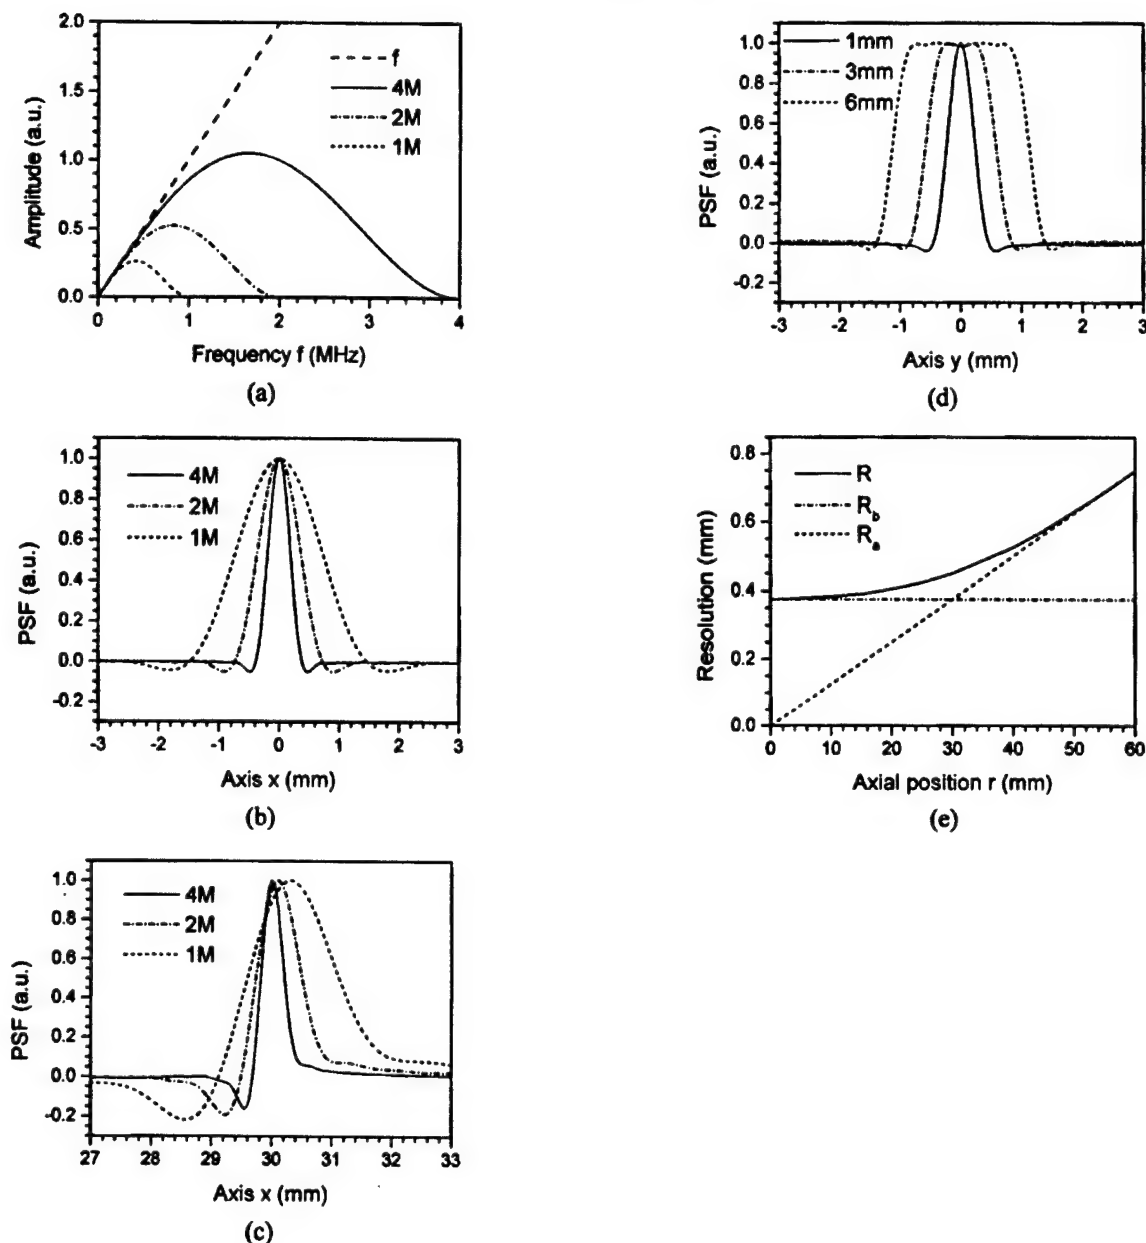 2.0
1.5
1.0
0.5
0.0
Amplitude (a.u.)
f
4M
2M
1M
0 1 2 3 4
Frequency f (MHz)
(a)
1.0
0.8
0.6
0.4
0.2
0.0
-0.2
PSF (a.u.)
4M
2M
1M
-3 -2 -1 0 1 2 3
Axis x (mm)
(b)
1.0
0.8
0.6
0.4
0.2
0.0
-0.2
PSF (a.u.)
4M
2M
1M
27 28 29 30 31 32 33
Axis x (mm)
(c)
1.0
0.8
0.6
0.4
0.2
0.0
-0.2
PSF (a.u.)
1mm
3mm
6mm
-3 -2 -1 0 1 2 3
Axis y (mm)
(d)
0.8
0.6
0.4
0.2
0.0
Resolution (mm)
R
R_b
R_a
0 10 20 30 40 50 60
Axial position r (mm)
(e)